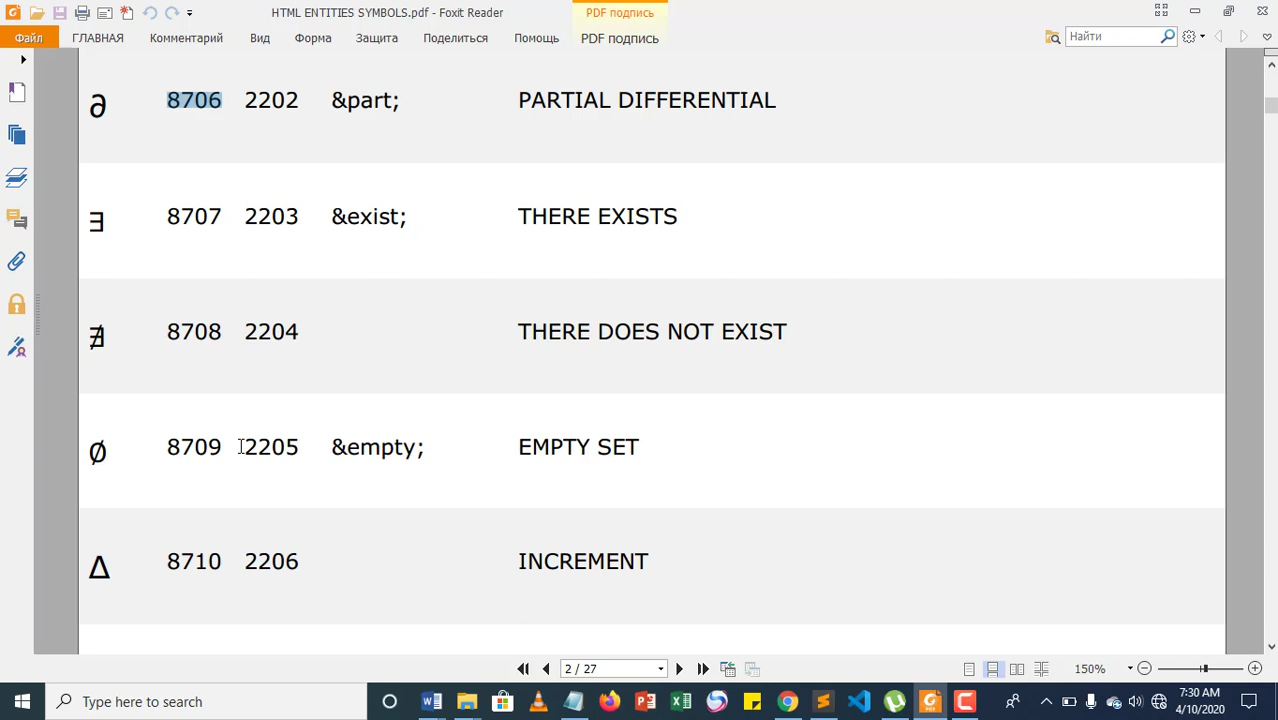 HTML ENTITIES SYMBOLS.pdf - Foxit Reader
PDF подпись
Файл ГЛАВНАЯ Комментарий Вид Форма Защита Поделиться Помощь PDF подпись
Найти
∂ 8706 2202 &part; PARTIAL DIFFERENTIAL
∃ 8707 2203 &exist; THERE EXISTS
∄ 8708 2204 THERE DOES NOT EXIST
∅ 8709 2205 &empty; EMPTY SET
∆ 8710 2206 INCREMENT
2 / 27
150%
Type here to search
7:30 AM
4/10/2020